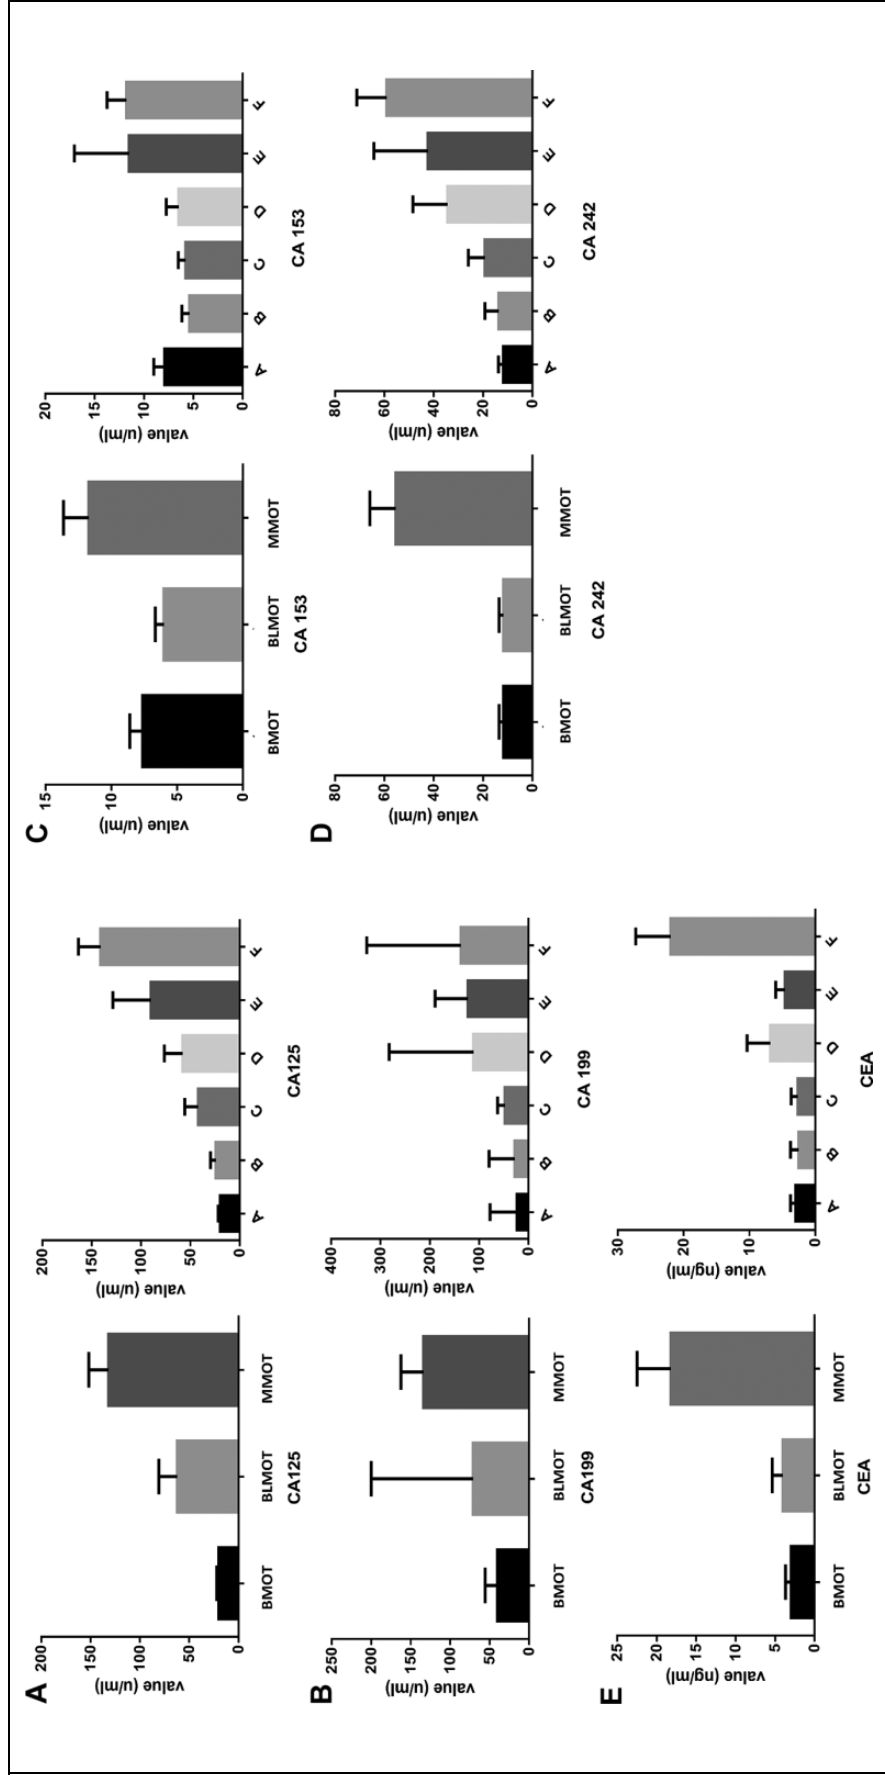 A
value (u/ml)
200
150
100
50
0
BMOT BLMOT MMOT
CA125
value (u/ml)
200
150
100
50
0
A B C D E F
CA125
B
value (u/ml)
250
200
150
100
50
0
BMOT BLMOT MMOT
CA199
value (u/ml)
400
300
200
100
0
A B C D E F
CA 199
C
value (u/ml)
15
10
5
0
BMOT BLMOT MMOT
CA 153
value (u/ml)
20
15
10
5
0
A B C D E F
CA 153
D
value (u/ml)
80
60
40
20
0
BMOT BLMOT MMOT
CA 242
value (u/ml)
80
60
40
20
0
A B C D E F
CA 242
E
value (ng/ml)
25
20
15
10
5
0
BMOT BLMOT MMOT
CEA
value (ng/ml)
30
20
10
0
A B C D E F
CEA